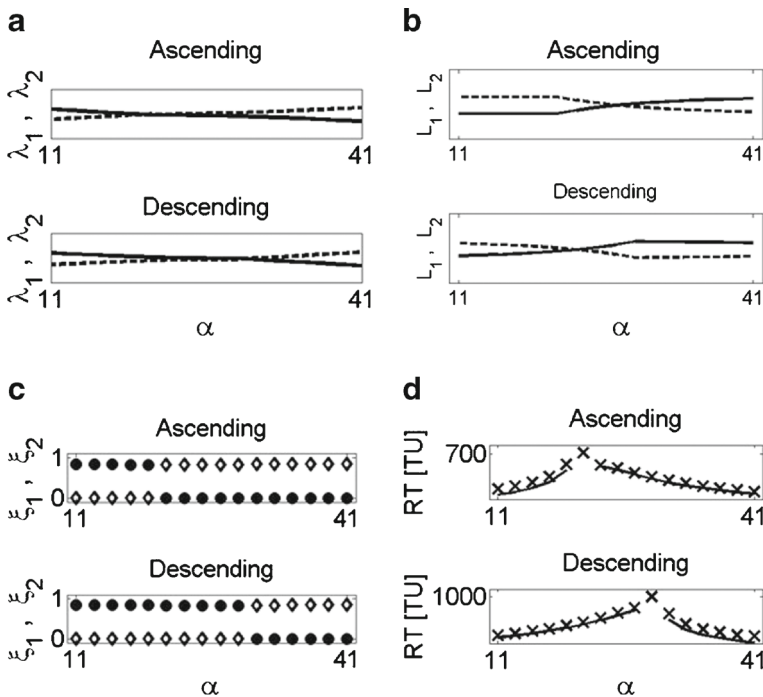 a
Ascending
λ1 , λ2
11
41
Descending
λ1 , λ2
11
41
α
b
Ascending
L1 , L2
11
41
Descending
L1 , L2
11
41
α
c
Ascending
ξ1 , ξ2
1
0
11
41
Descending
ξ1 , ξ2
1
0
11
41
α
d
Ascending
RT [TU]
700
11
41
Descending
RT [TU]
1000
11
41
α